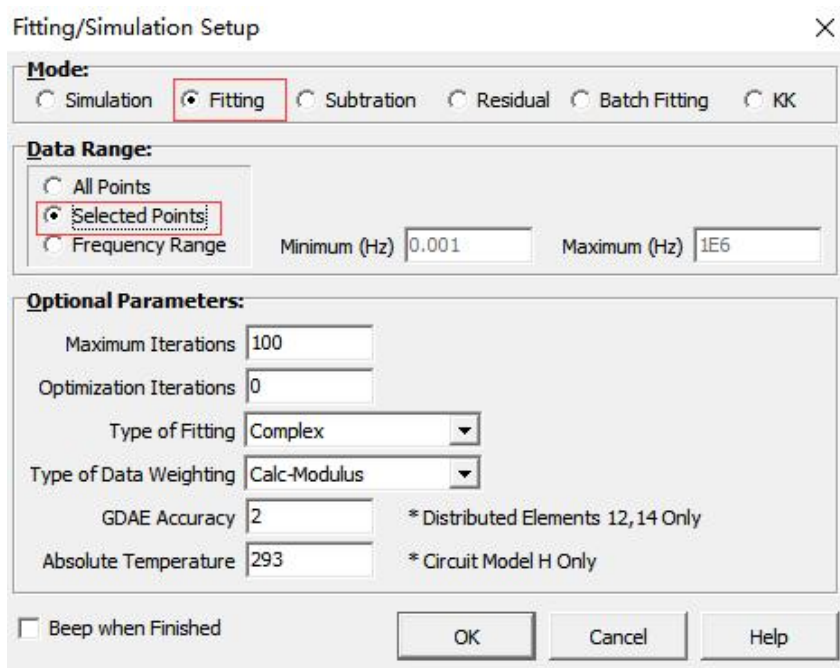 Fitting/Simulation Setup
Mode:
Simulation Fitting Subtration Residual Batch Fitting KK
Data Range:
All Points
Selected Points
Frequency Range Minimum (Hz) 0.001 Maximum (Hz) 1E6
Optional Parameters:
Maximum Iterations 100
Optimization Iterations 0
Type of Fitting Complex
Type of Data Weighting Calc-Modulus
GDAE Accuracy 2 * Distributed Elements 12,14 Only
Absolute Temperature 293 * Circuit Model H Only
Beep when Finished OK Cancel Help